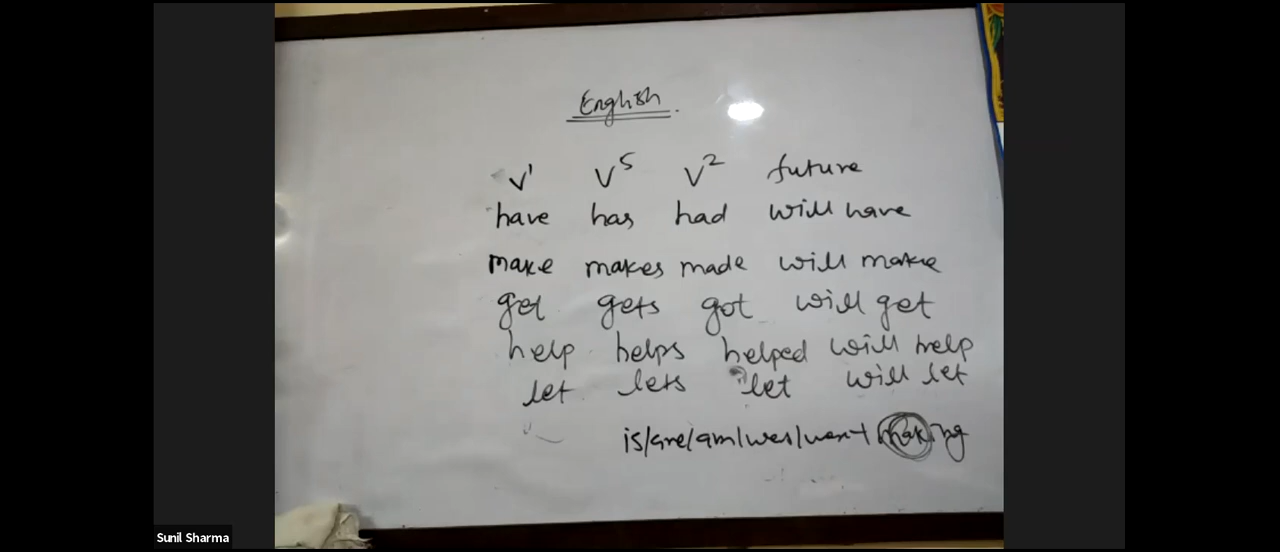 English.
V¹ V⁵ V² future
have has had will have
make makes made will make
get gets got will get
help helps helped will help
let lets let will let
is/are/am/was/were + making
Sunil Sharma